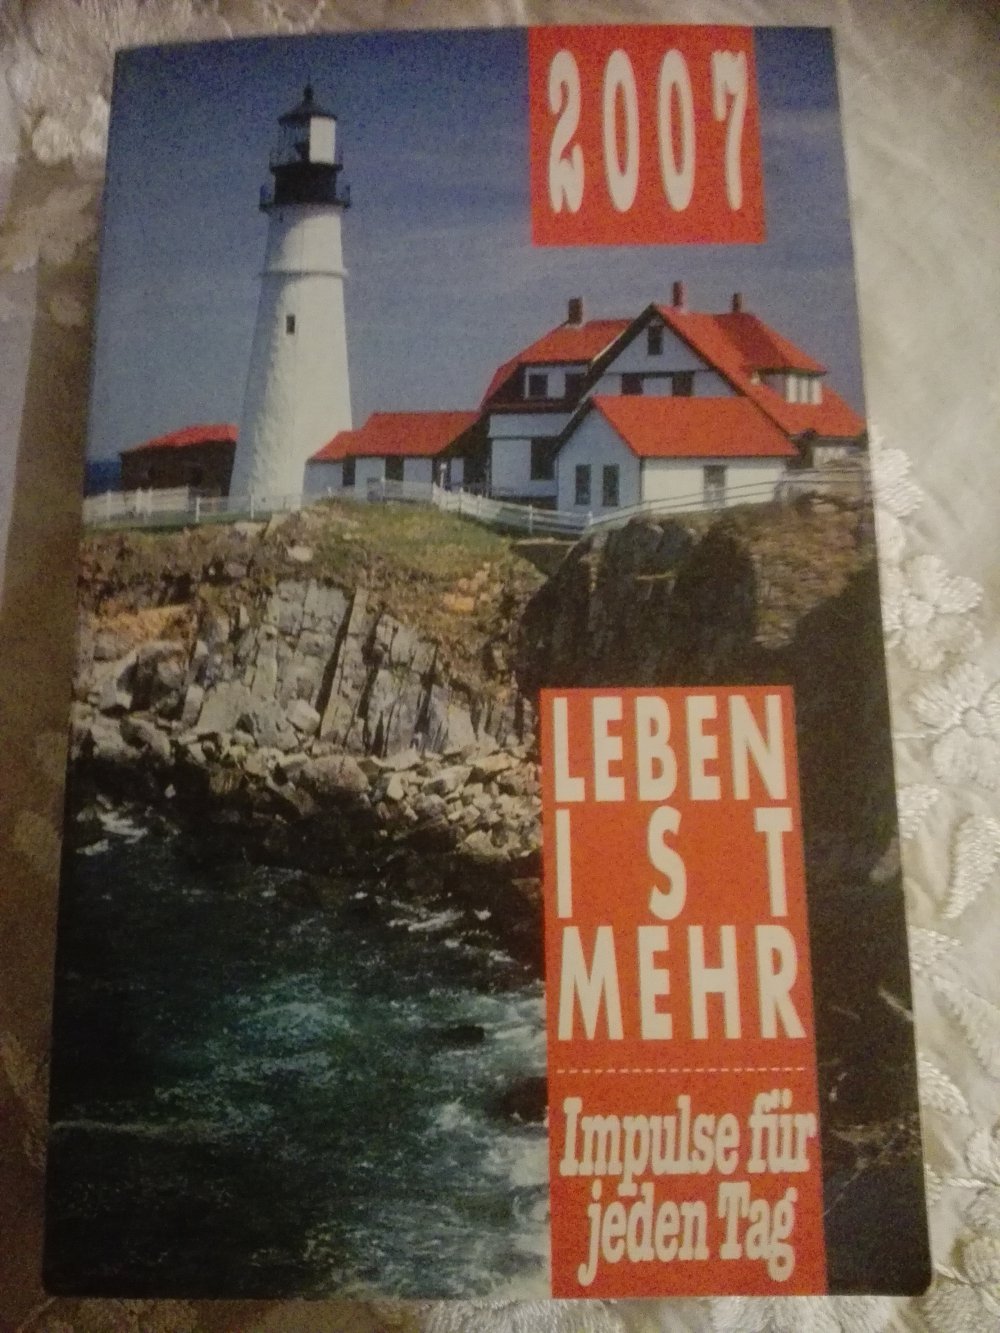 2007
LEBEN
IST
MEHR
Impulse für
jeden Tag